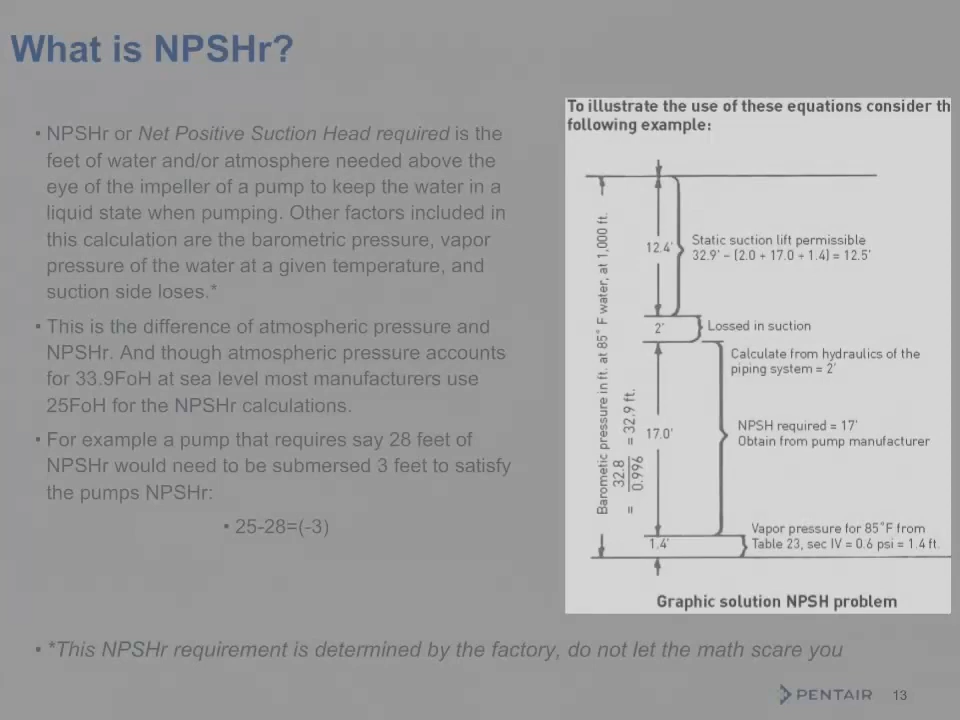 What is NPSHr?
• NPSHr or Net Positive Suction Head required is the
feet of water and/or atmosphere needed above the
eye of the impeller of a pump to keep the water in a
liquid state when pumping. Other factors included in
this calculation are the barometric pressure, vapor
pressure of the water at a given temperature, and
suction side loses.*
• This is the difference of atmospheric pressure and
NPSHr. And though atmospheric pressure accounts
for 33.9FoH at sea level most manufacturers use
25FoH for the NPSHr calculations.
• For example a pump that requires say 28 feet of
NPSHr would need to be submersed 3 feet to satisfy
the pumps NPSHr:
• 25-28=(-3)
To illustrate the use of these equations consider th
following example:
Barometic pressure in ft. at 85° F water, at 1,000 ft.
= 32.8 / 0.996 = 32.9 ft.
12.4'
Static suction lift permissible
32.9' – (2.0 + 17.0 + 1.4) = 12.5'
2'
Lossed in suction
Calculate from hydraulics of the
piping system = 2'
17.0'
NPSH required = 17'
Obtain from pump manufacturer
1.4'
Vapor pressure for 85°F from
Table 23, sec IV = 0.6 psi = 1.4 ft.
Graphic solution NPSH problem
• *This NPSHr requirement is determined by the factory, do not let the math scare you
PENTAIR
13